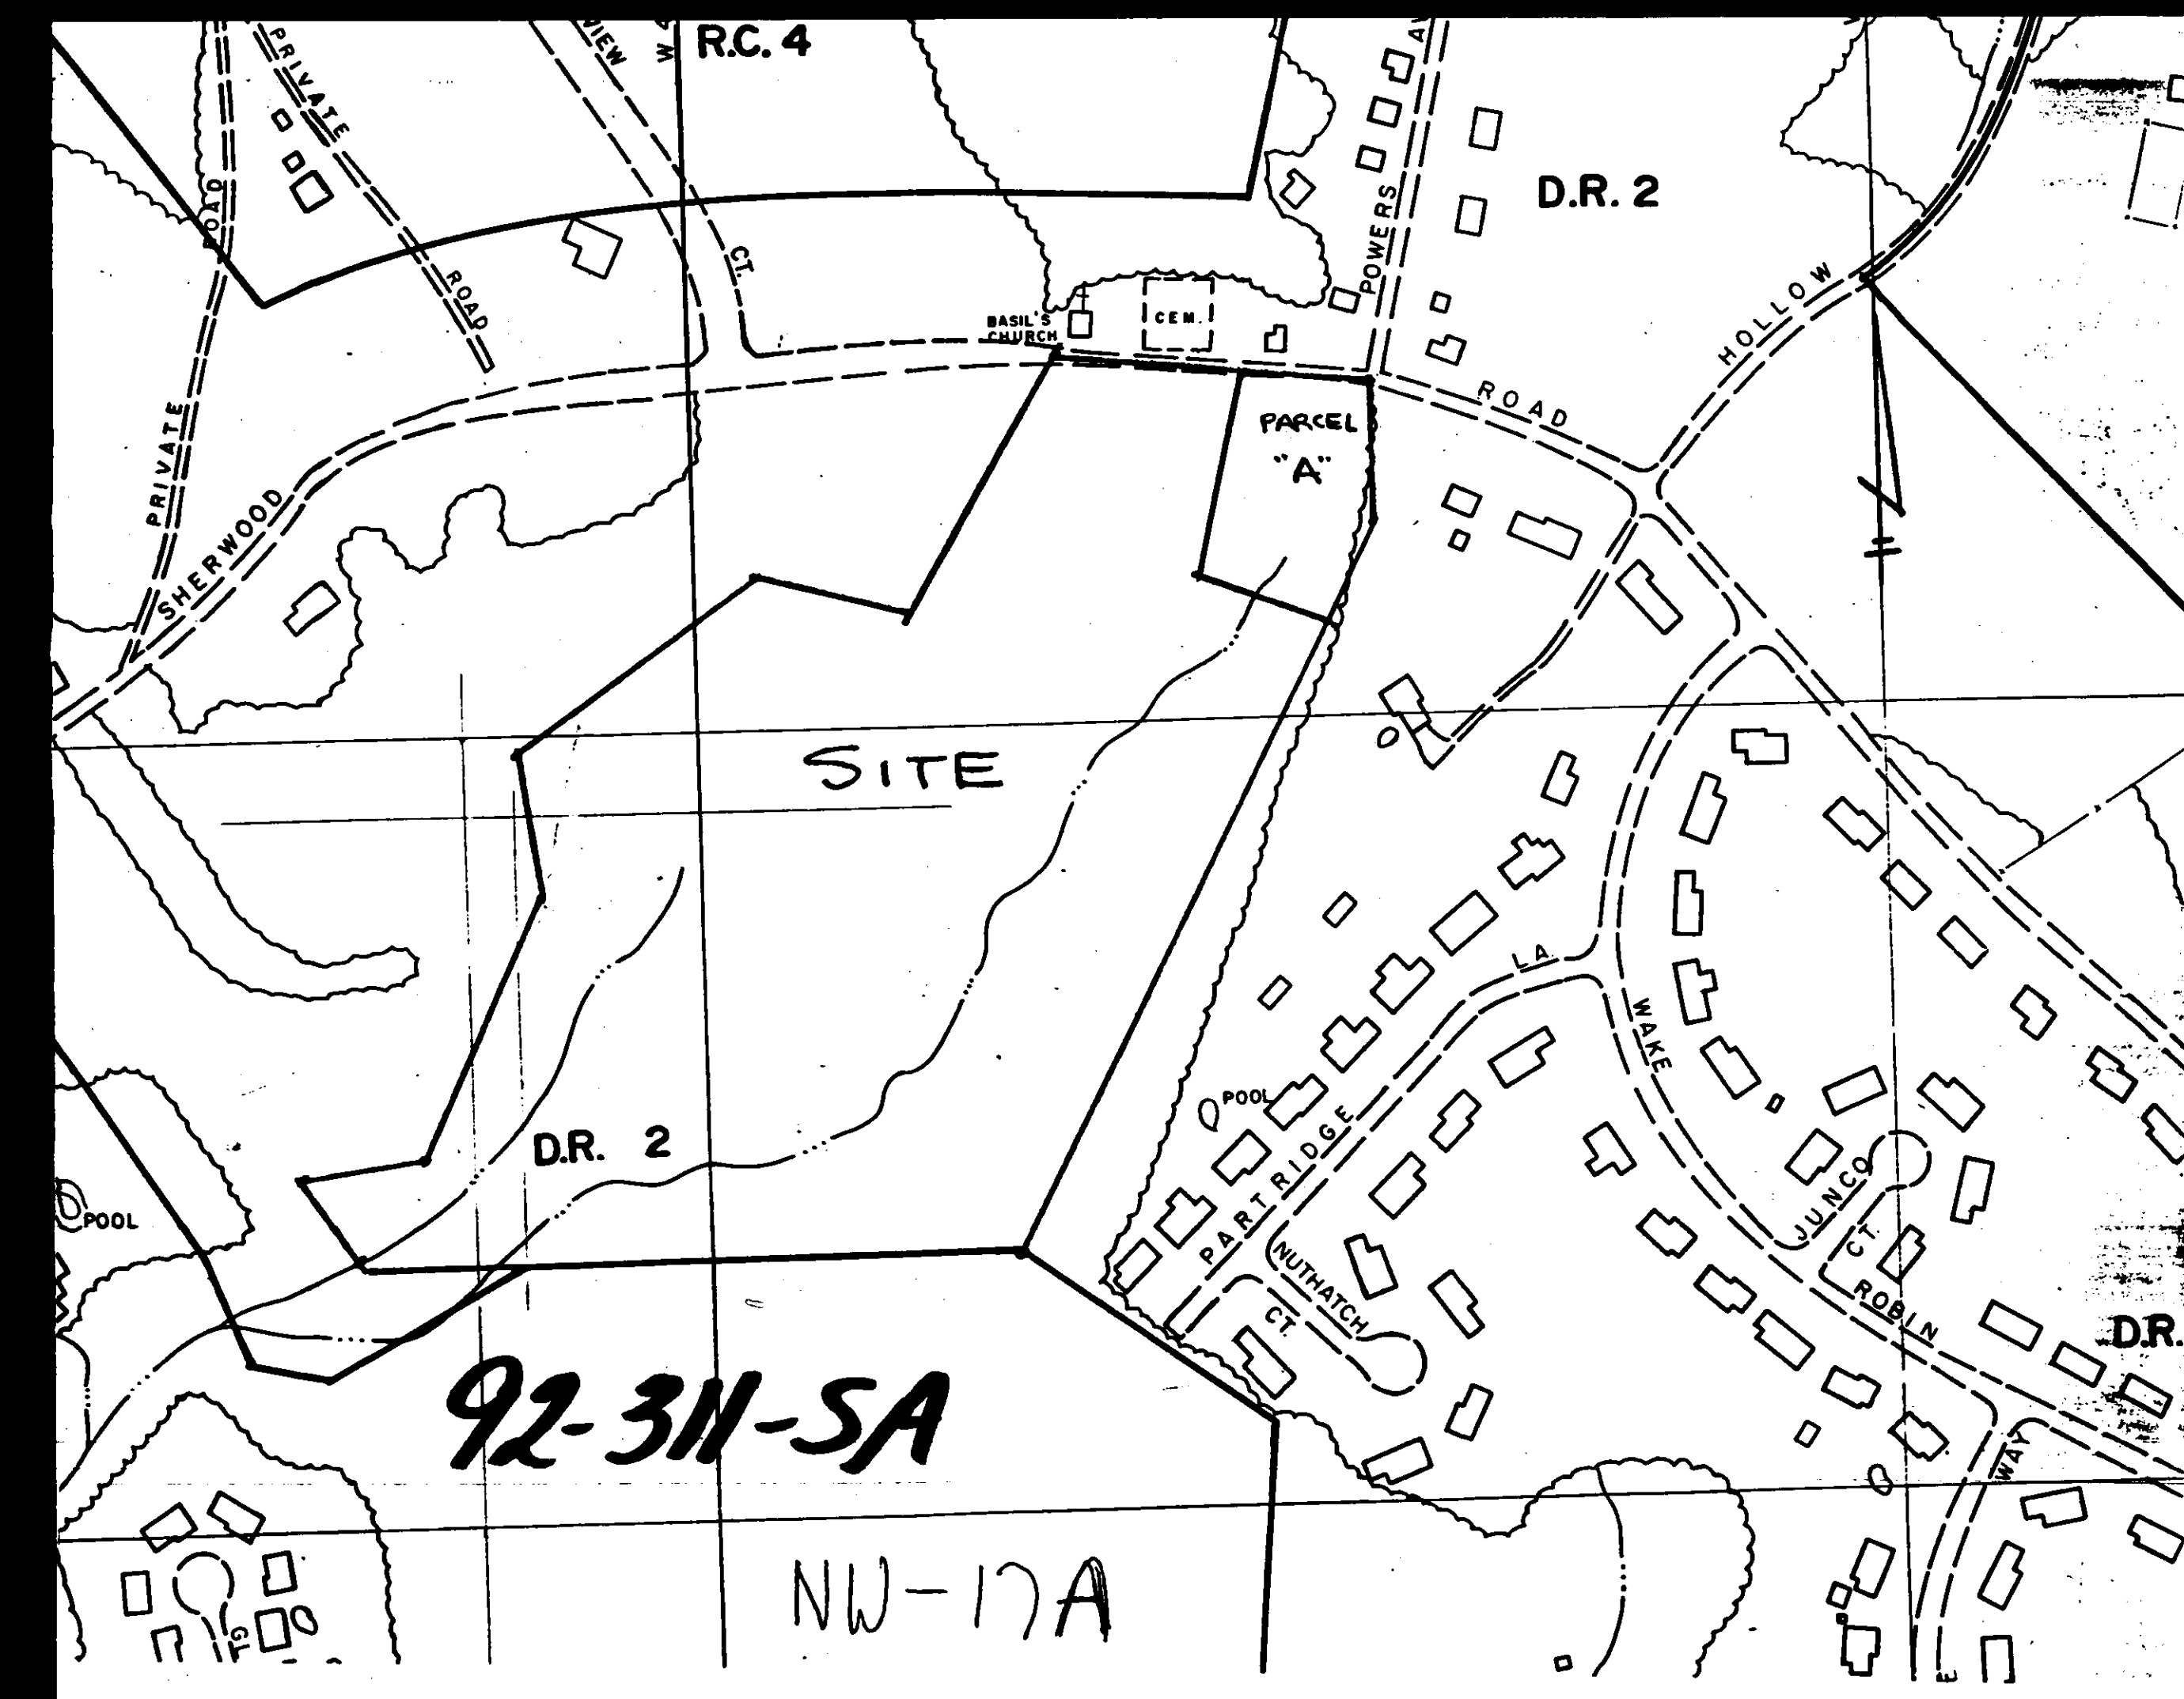 R.C. 4
PRIVATE
ROAD
VIEW
CT.
ROAD
PRIVATE
SHERWOOD
ROAD
BASIL'S
CHURCH
CEM.
POWERS
D.R. 2
HOLLOW
PARCEL
"A"
SITE
D.R. 2
POOL
POOL
LA.
PARTRIDGE
NUTHATCH
CT.
WAKE
ROBIN
WAY
JUNCO
CT.
D.R.
92-311-SA
NW-17A